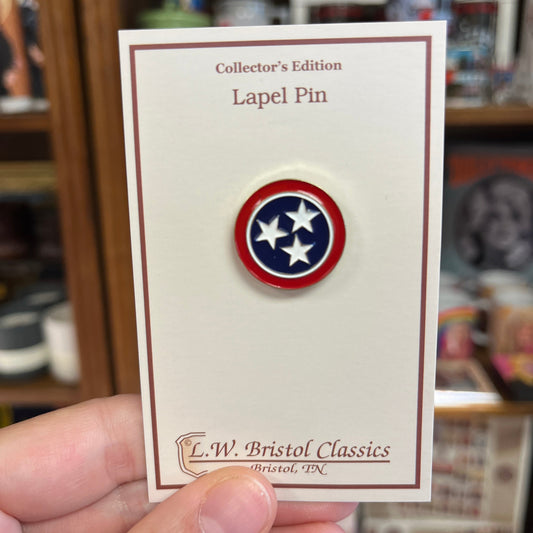 Collector's Edition
Lapel Pin
© L.W. Bristol Classics
Bristol, TN